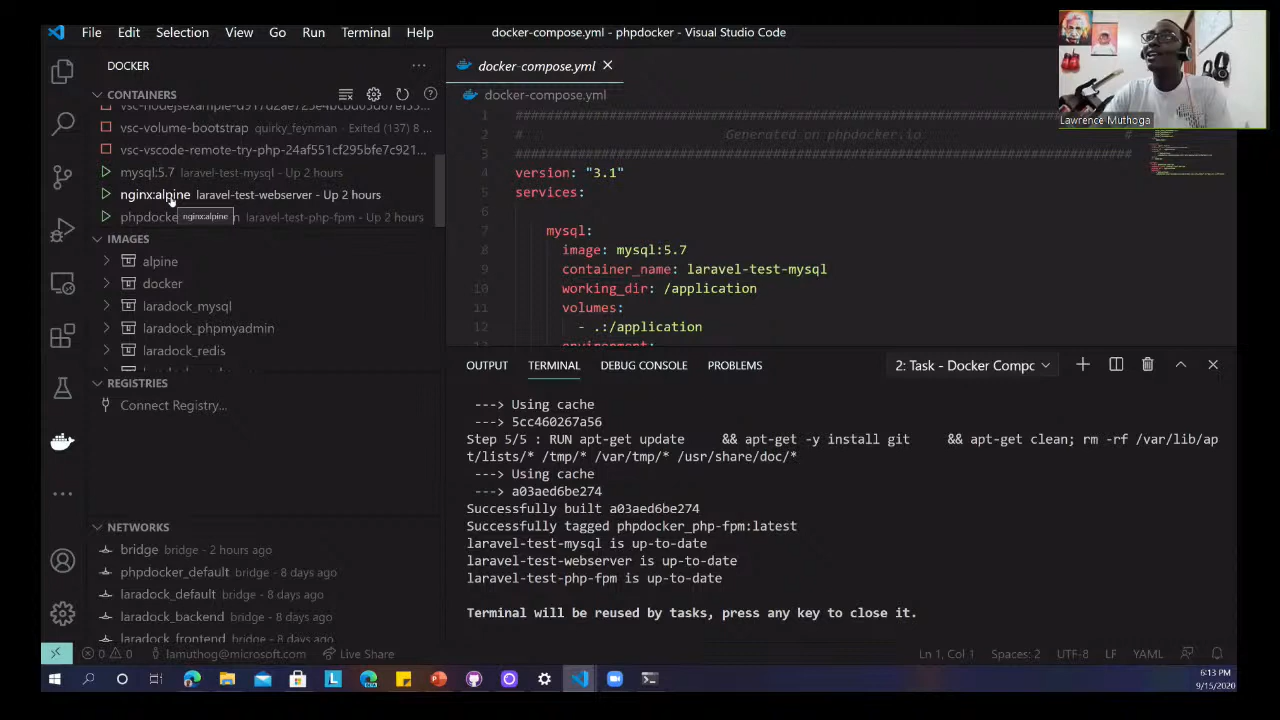 File Edit Selection View Go Run Terminal Help
docker-compose.yml - phpdocker - Visual Studio Code
Lawrence Muthoga
DOCKER
CONTAINERS
vsc-volume-bootstrap quirky_feynman - Exited (137) 8 ...
vsc-vscode-remote-try-php-24af551cf295bfe7c921...
mysql:5.7 laravel-test-mysql - Up 2 hours
nginx:alpine laravel-test-webserver - Up 2 hours
phpdocke n laravel-test-php-fpm - Up 2 hours
nginx:alpine
IMAGES
alpine
docker
laradock_mysql
laradock_phpmyadmin
laradock_redis
REGISTRIES
Connect Registry...
NETWORKS
bridge bridge - 2 hours ago
phpdocker_default bridge - 8 days ago
laradock_default bridge - 8 days ago
laradock_backend bridge - 8 days ago
laradock_frontend bridge - 8 days ago
docker-compose.yml
docker-compose.yml
1 ###############################################################################
2 # Generated on phpdocker.io #
3 ###############################################################################
4 version: "3.1"
5 services:
6
7 mysql:
8 image: mysql:5.7
9 container_name: laravel-test-mysql
10 working_dir: /application
11 volumes:
12 - .:/application
environment:
OUTPUT TERMINAL DEBUG CONSOLE PROBLEMS
2: Task - Docker Compc
---> Using cache
---> 5cc460267a56
Step 5/5 : RUN apt-get update && apt-get -y install git && apt-get clean; rm -rf /var/lib/ap
t/lists/* /tmp/* /var/tmp/* /usr/share/doc/*
---> Using cache
---> a03aed6be274
Successfully built a03aed6be274
Successfully tagged phpdocker_php-fpm:latest
laravel-test-mysql is up-to-date
laravel-test-webserver is up-to-date
laravel-test-php-fpm is up-to-date
Terminal will be reused by tasks, press any key to close it.
0 0 lamuthog@microsoft.com Live Share
Ln 1, Col 1 Spaces: 2 UTF-8 LF YAML
6:13 PM
9/15/2020